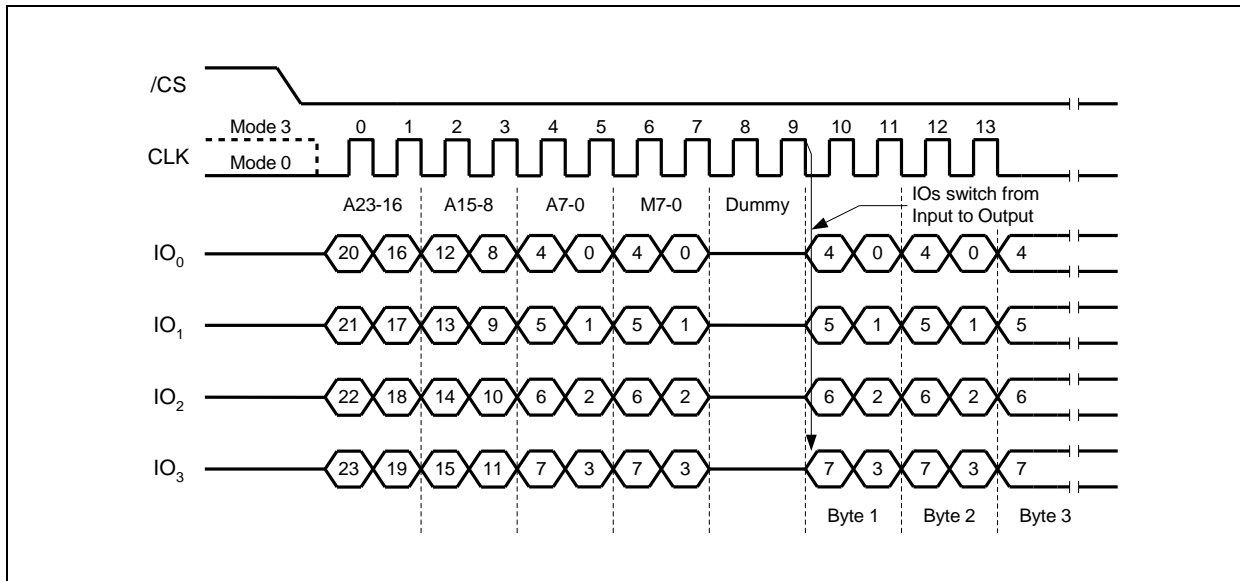 /CS
Mode 3 0 1 2 3 4 5 6 7 8 9 10 11 12 13
CLK
Mode 0
IOs switch from
Input to Output
A23-16 A15-8 A7-0 M7-0 Dummy
IO0 20 16 12 8 4 0 4 0 4 0 4 0 4
IO1 21 17 13 9 5 1 5 1 5 1 5 1 5
IO2 22 18 14 10 6 2 6 2 6 2 6 2 6
IO3 23 19 15 11 7 3 7 3 7 3 7 3 7
Byte 1 Byte 2 Byte 3